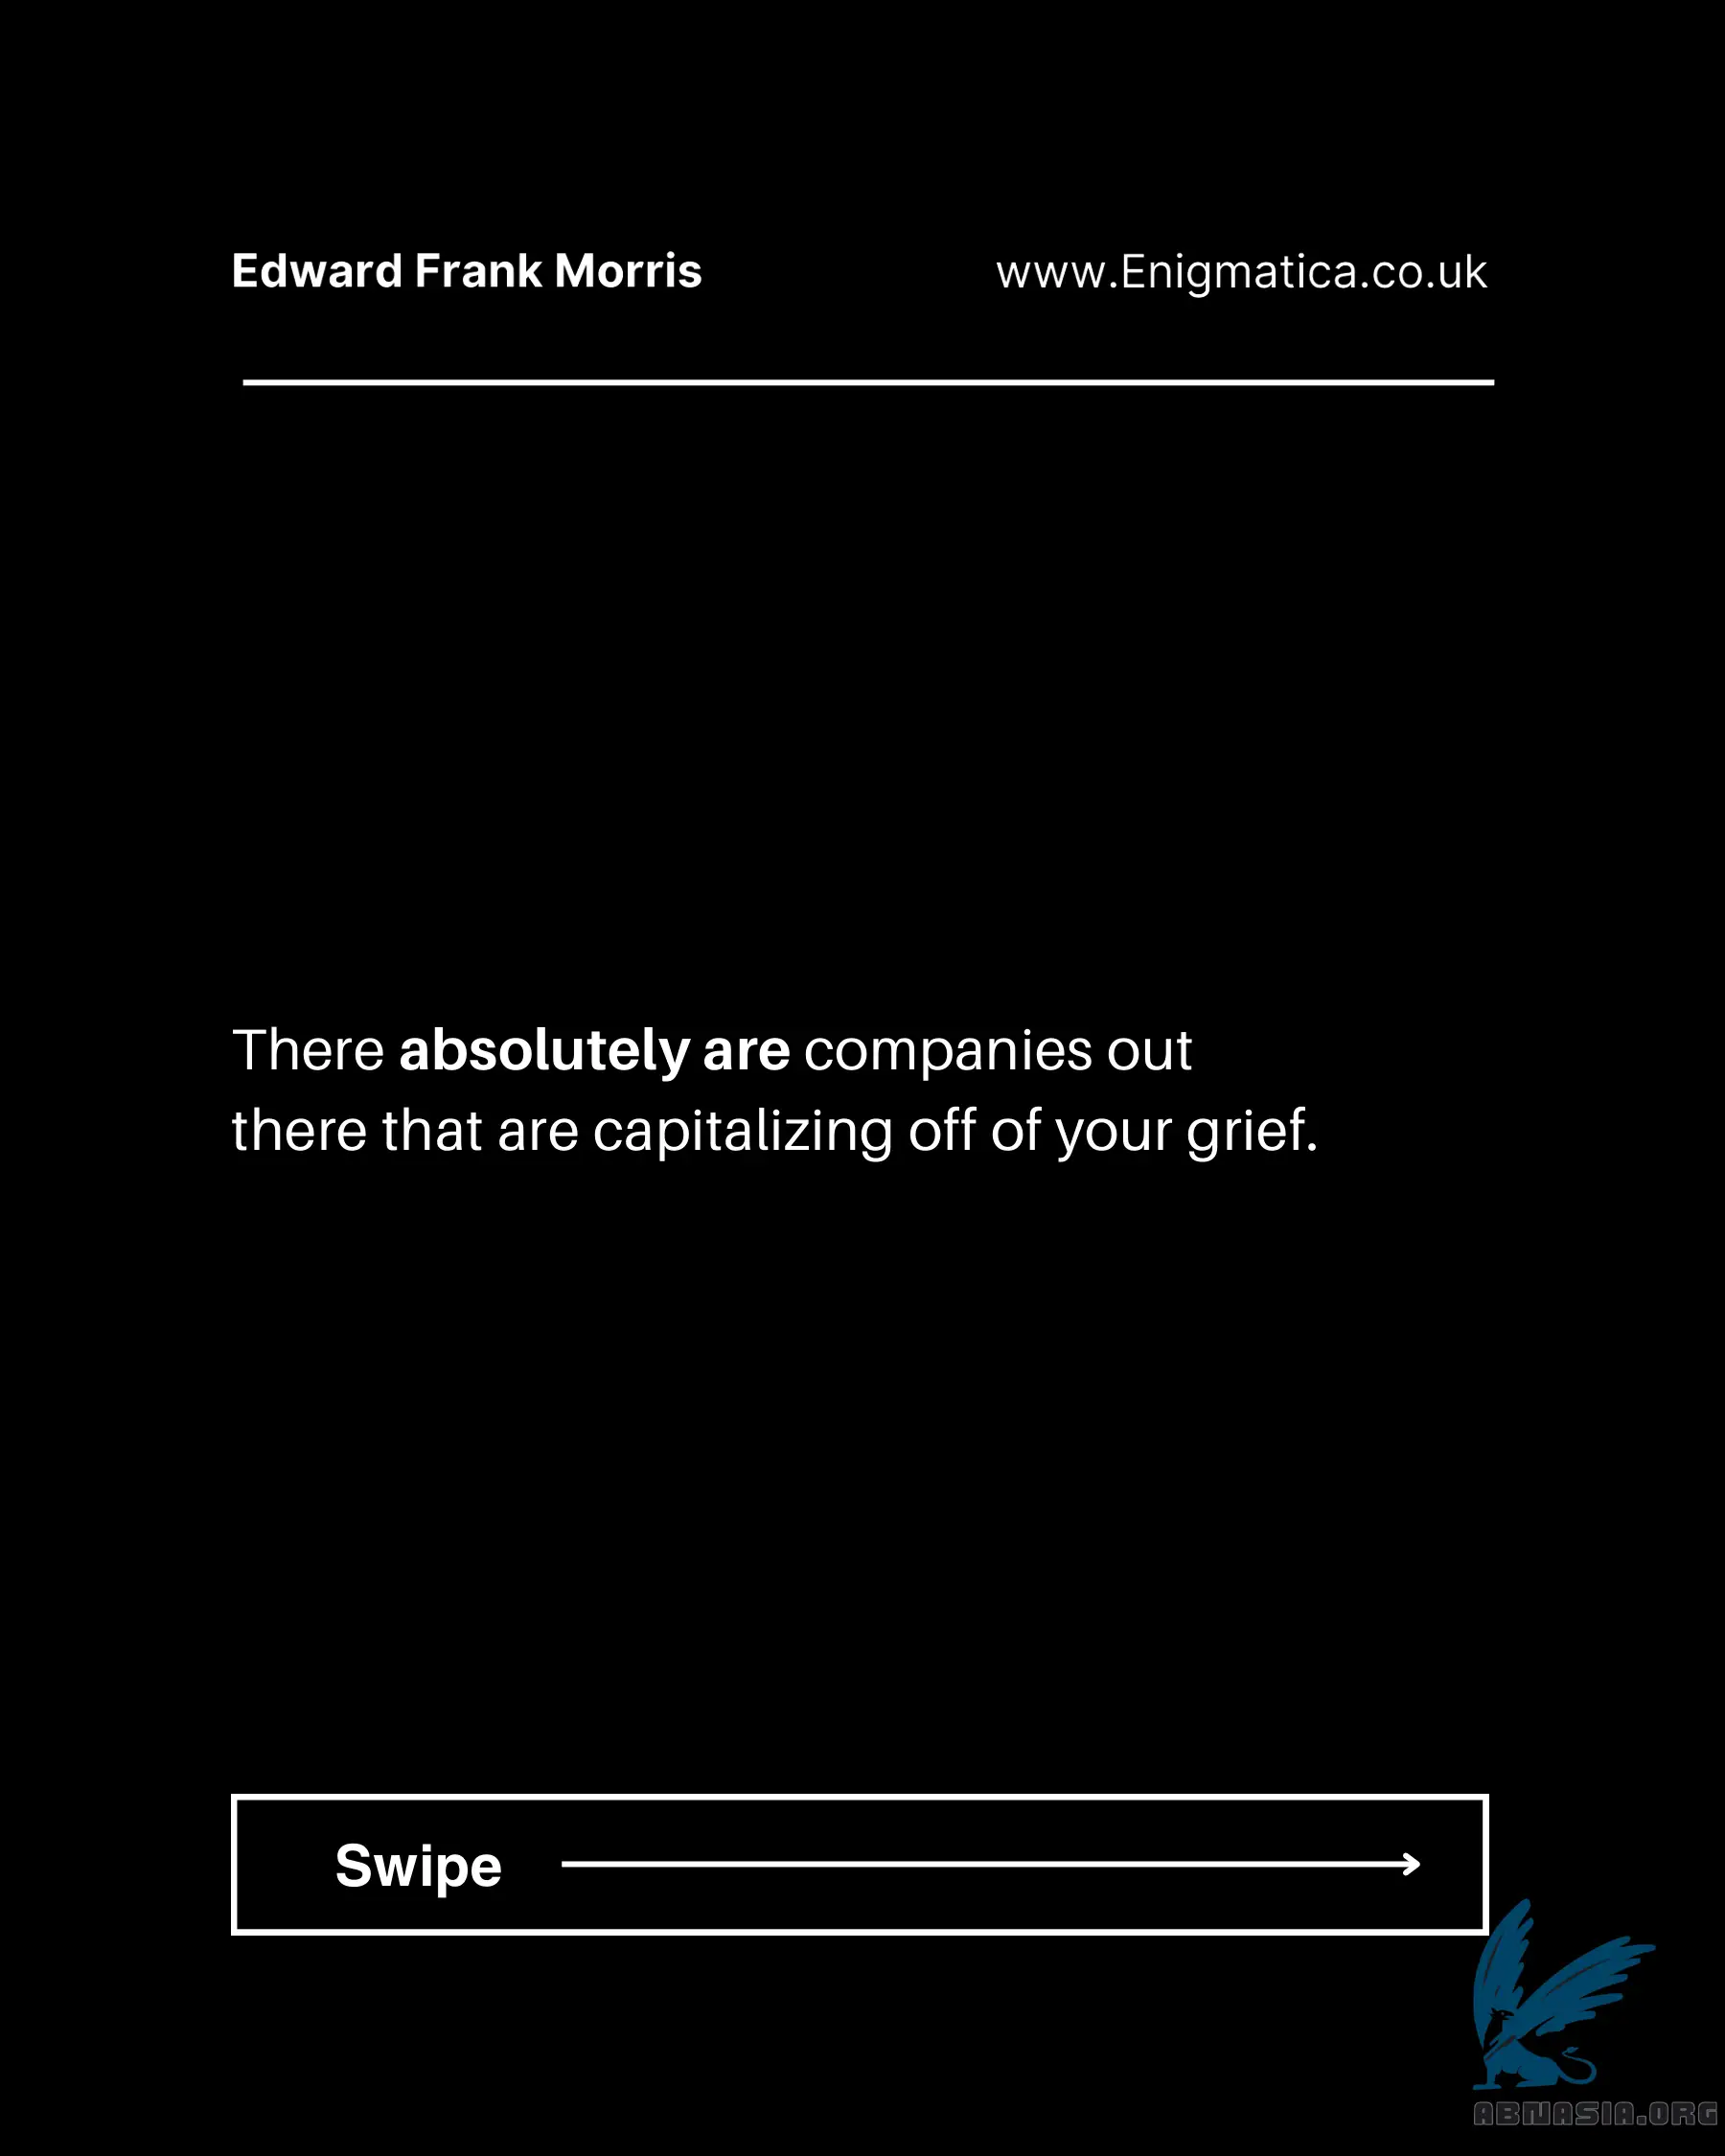 Edward Frank Morris
www.Enigmatica.co.uk
There absolutely are companies out
there that are capitalizing off of your grief.
Swipe
ABNASIA.ORG